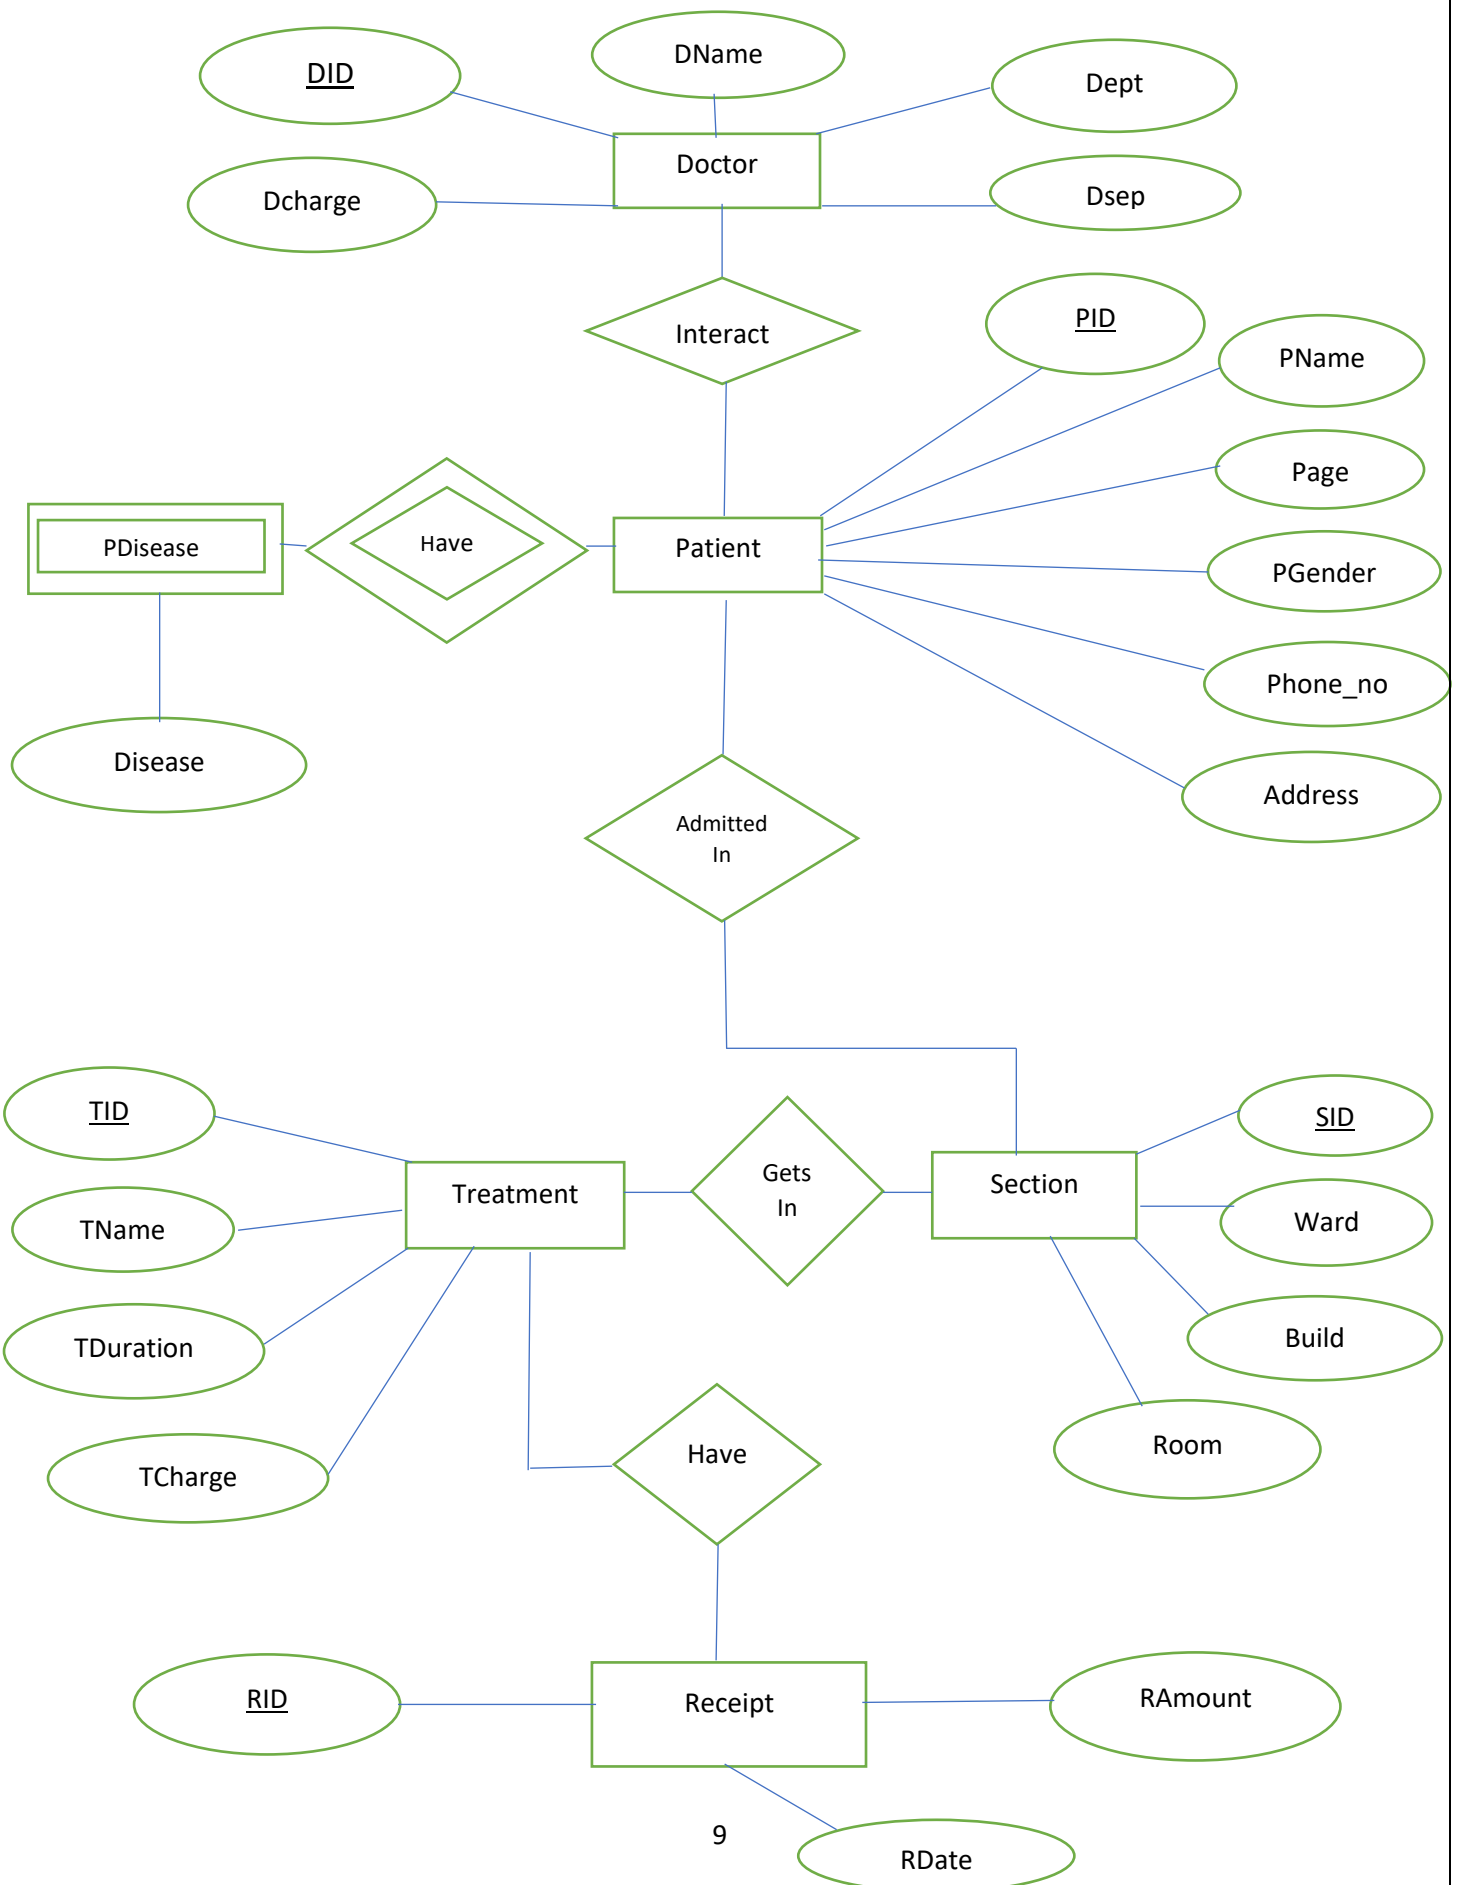 DName
DID
Dept
Doctor
Dcharge
Dsep
Interact
PID
PName
Page
PDisease
Have
Patient
PGender
Phone_no
Disease
Address
Admitted
In
TID
SID
Treatment
Gets
In
Section
TName
Ward
TDuration
Build
TCharge
Have
Room
RID
Receipt
RAmount
9
RDate